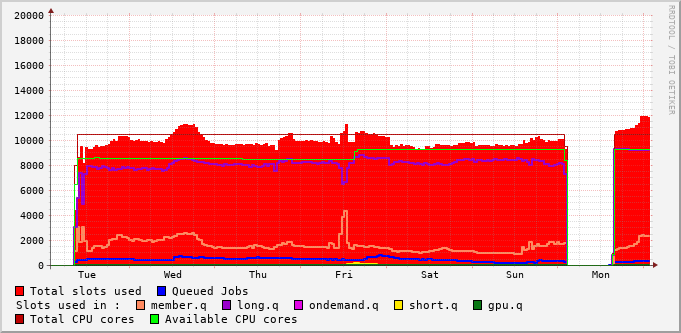 20000
18000
16000
14000
12000
10000
8000
6000
4000
2000
0
Tue Wed Thu Fri Sat Sun Mon
Total slots used Queued Jobs
Slots used in : member.q long.q ondemand.q short.q gpu.q
Total CPU cores Available CPU cores
RRDTOOL / TOBI OETIKER